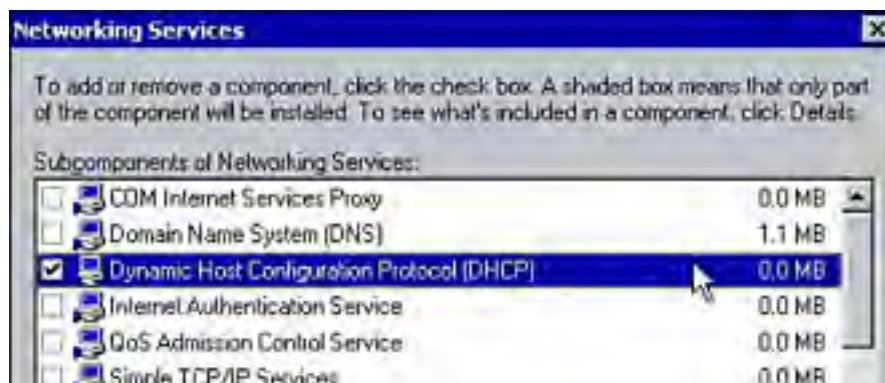 Networking Services
To add or remove a component, click the check box. A shaded box means that only part
of the component will be installed. To see what's included in a component, click Details.
Subcomponents of Networking Services:
COM Internet Services Proxy 0.0 MB
Domain Name System (DNS) 1.1 MB
Dynamic Host Configuration Protocol (DHCP) 0.0 MB
Internet Authentication Service 0.0 MB
QoS Admission Control Service 0.0 MB
Simple TCP/IP Services 0.0 MB